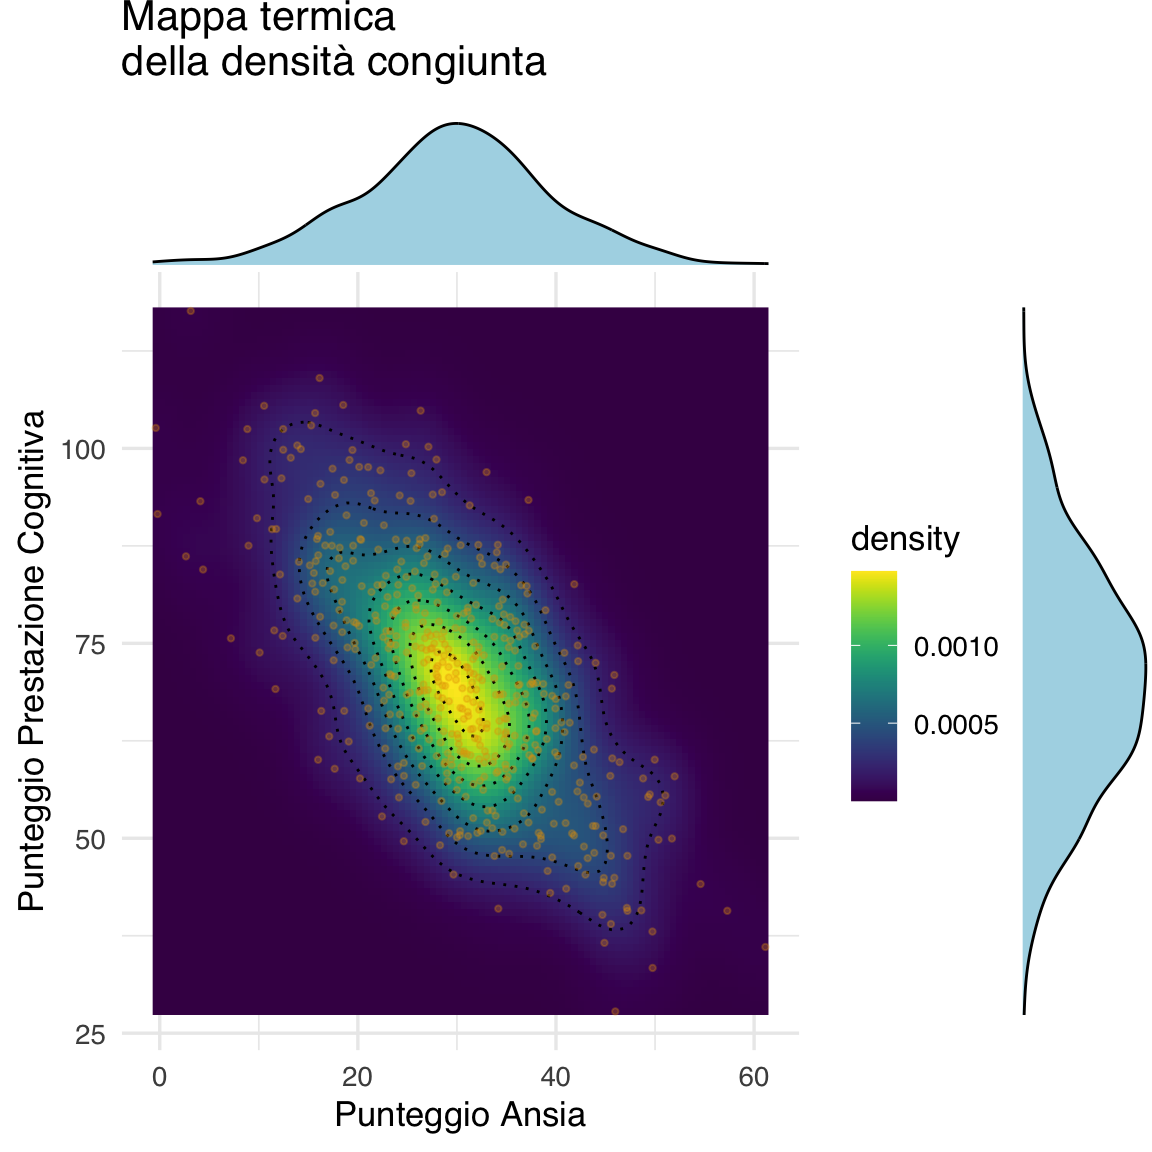 Mappa termica
della densità congiunta
Punteggio Prestazione Cognitiva
100
75
50
25
0
20
40
60
Punteggio Ansia
density
0.0010
0.0005